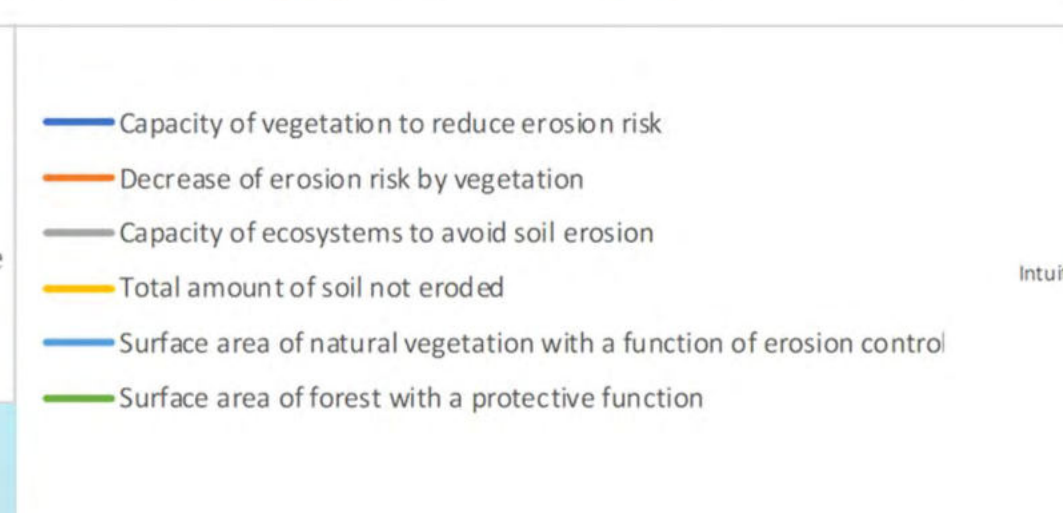 Capacity of vegetation to reduce erosion risk
Decrease of erosion risk by vegetation
Capacity of ecosystems to avoid soil erosion
Total amount of soil not eroded
Surface area of natural vegetation with a function of erosion control
Surface area of forest with a protective function